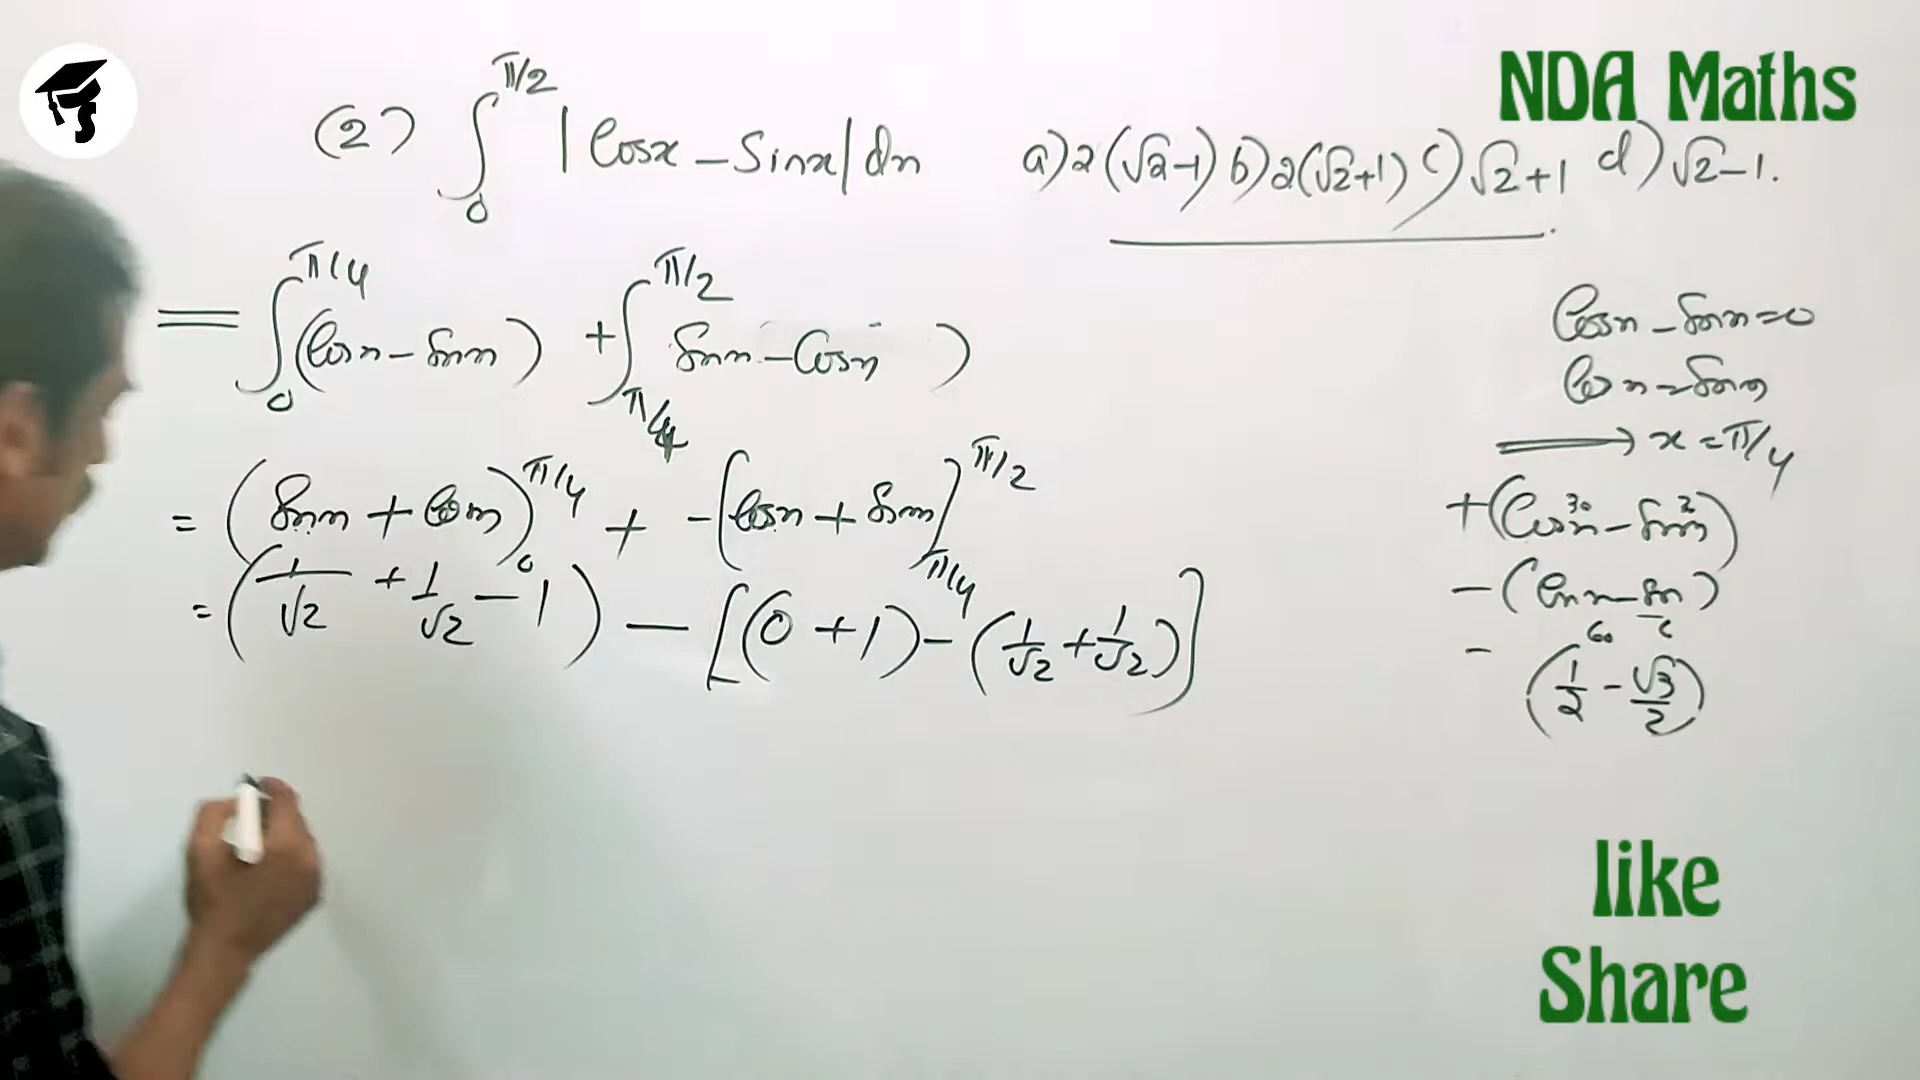 NDA Maths
(2) ∫₀^π/2 |Cosx - Sinx| dx a) 2(√2-1) b) 2(√2+1) c) √2+1 d) √2-1.
= ∫₀^π/4 (Cosx - Sinx) + ∫π/4^π/2 Sinx - Cosx)
= (Sinx + Cosx)₀^π/4 + -[Cosx + Sinx]π/4^π/2
= (1/√2 + 1/√2 - 1) - [(0+1) - (1/√2 + 1/√2)]
Cosx - Sinx = 0
Cosx = Sinx
⟹ x = π/4
+(Cosx - Sinx)
-(Cosx - Sinx)
60
- (1/2 - √3/2)
like
Share